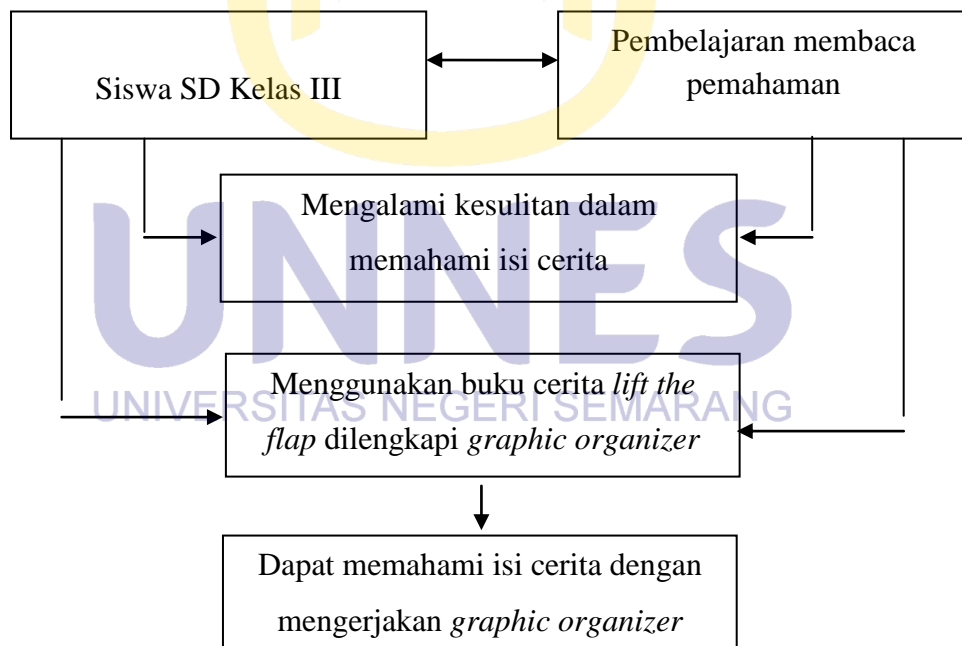 Siswa SD Kelas III
Pembelajaran membaca
pemahaman
Mengalami kesulitan dalam
memahami isi cerita
UNNES
Menggunakan buku cerita lift the
flap dilengkapi graphic organizer
UNIVERSITAS NEGERI SEMARANG
Dapat memahami isi cerita dengan
mengerjakan graphic organizer